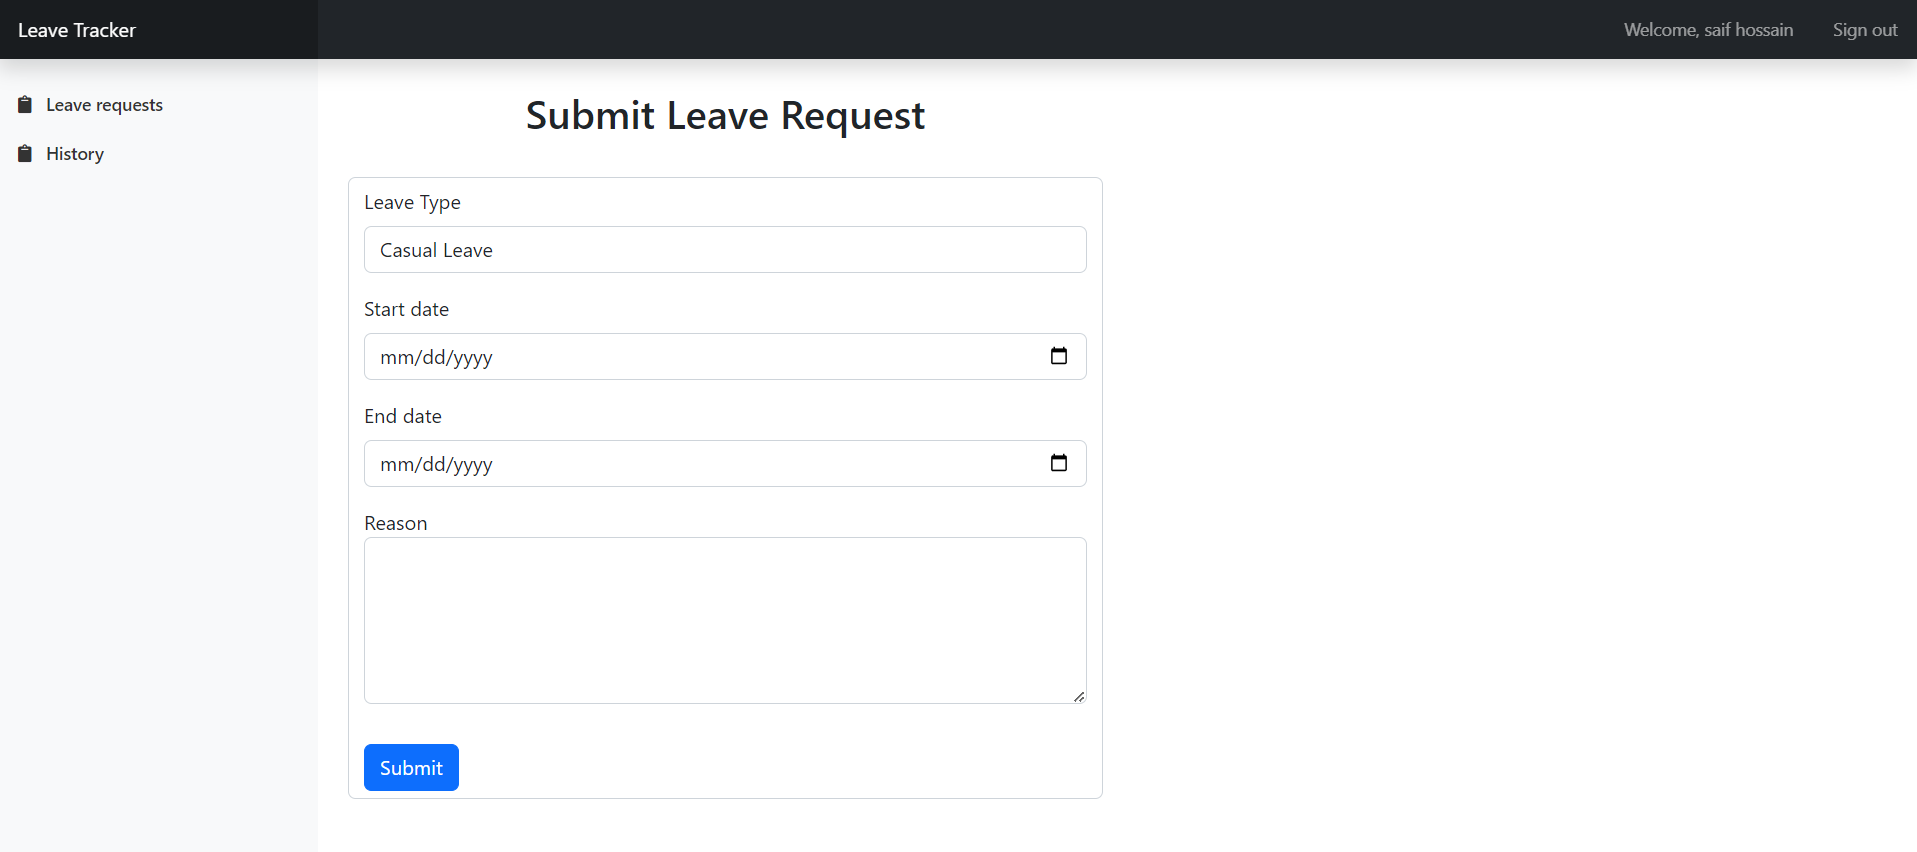 Leave Tracker
Welcome, saif hossain
Sign out
Leave requests
History
Submit Leave Request
Leave Type
Casual Leave
Start date
mm/dd/yyyy
End date
mm/dd/yyyy
Reason
Submit